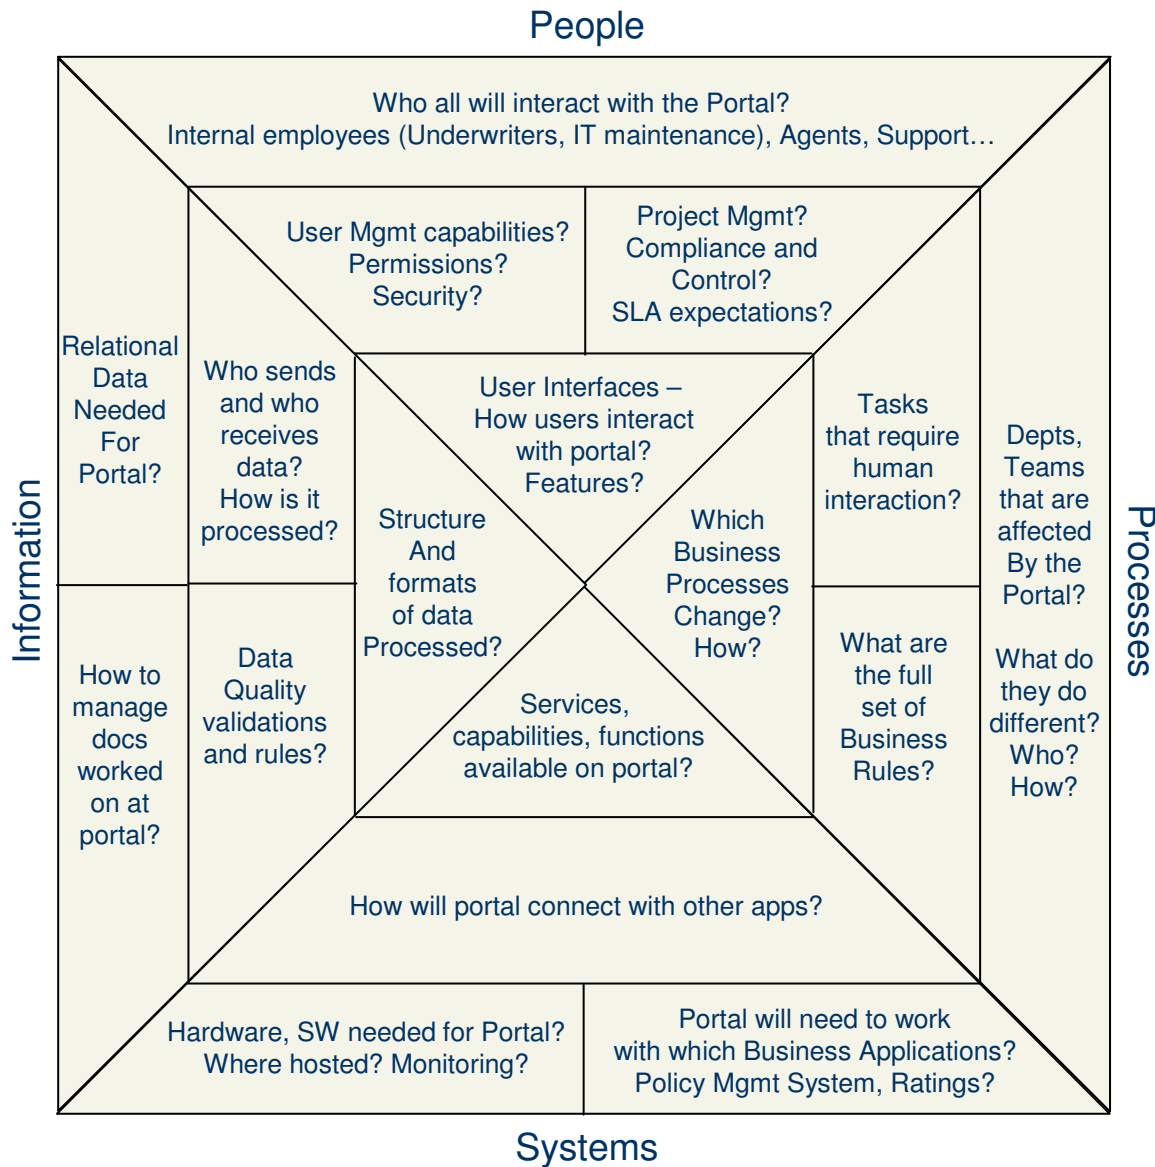 People
Who all will interact with the Portal?
Internal employees (Underwriters, IT maintenance), Agents, Support…
User Mgmt capabilities?
Permissions?
Security?
Project Mgmt?
Compliance and
Control?
SLA expectations?
User Interfaces –
How users interact
with portal?
Features?
Information
Relational
Data
Needed
For
Portal?
How to
manage
docs
worked
on at
portal?
Who sends
and who
receives
data?
How is it
processed?
Data
Quality
validations
and rules?
Structure
And
formats
of data
Processed?
Which
Business
Processes
Change?
How?
Tasks
that require
human
interaction?
What are
the full
set of
Business
Rules?
Depts,
Teams
that are
affected
By the
Portal?
What do
they do
different?
Who?
How?
Processes
Services,
capabilities, functions
available on portal?
How will portal connect with other apps?
Hardware, SW needed for Portal?
Where hosted? Monitoring?
Portal will need to work
with which Business Applications?
Policy Mgmt System, Ratings?
Systems